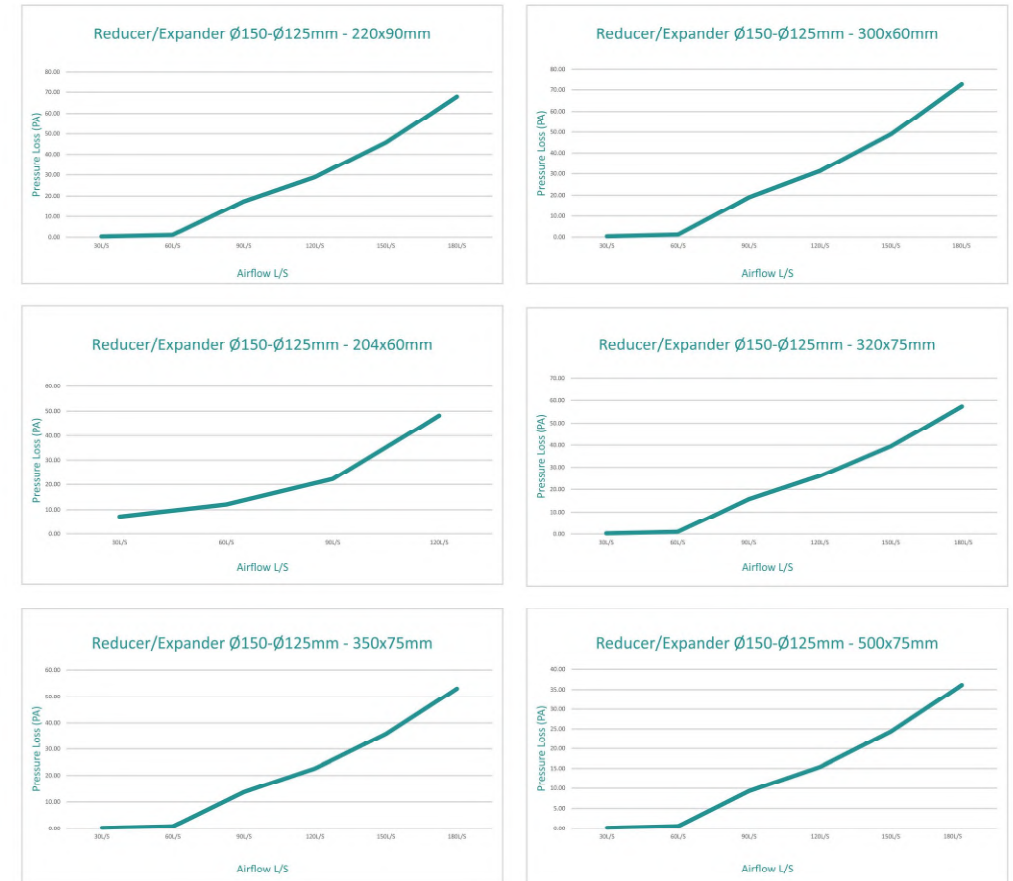 Reducer/Expander Ø150-Ø125mm - 220x90mm
80.00
70.00
60.00
50.00
40.00
30.00
20.00
10.00
0.00
Pressure Loss (PA)
30L/S 60L/S 90L/S 120L/S 150L/S 180L/S
Airflow L/S
Reducer/Expander Ø150-Ø125mm - 300x60mm
80.00
70.00
60.00
50.00
40.00
30.00
20.00
10.00
0.00
Pressure Loss (PA)
30L/S 60L/S 90L/S 120L/S 150L/S 180L/S
Airflow L/S
Reducer/Expander Ø150-Ø125mm - 204x60mm
60.00
50.00
40.00
30.00
20.00
10.00
0.00
Pressure Loss (PA)
30L/S 60L/S 90L/S 120L/S
Airflow L/S
Reducer/Expander Ø150-Ø125mm - 320x75mm
70.00
60.00
50.00
40.00
30.00
20.00
10.00
0.00
Pressure Loss (PA)
30L/S 60L/S 90L/S 120L/S 150L/S 180L/S
Airflow L/S
Reducer/Expander Ø150-Ø125mm - 350x75mm
60.00
50.00
40.00
30.00
20.00
10.00
0.00
Pressure Loss (PA)
30L/S 60L/S 90L/S 120L/S 150L/S 180L/S
Airflow L/S
Reducer/Expander Ø150-Ø125mm - 500x75mm
40.00
35.00
30.00
25.00
20.00
15.00
10.00
5.00
0.00
Pressure Loss (PA)
30L/S 60L/S 90L/S 120L/S 150L/S 180L/S
Airflow L/S